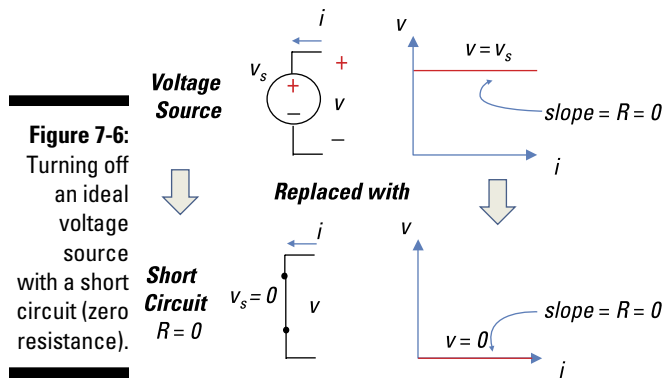 Figure 7-6:
Turning off
an ideal
voltage
source
with a short
circuit (zero
resistance).
Voltage
Source
i
vs
+
+
v
−
−
v
v = vs
slope = R = 0
i
Replaced with
Short
Circuit
R = 0
i
vs = 0
v
v
v = 0
slope = R = 0
i